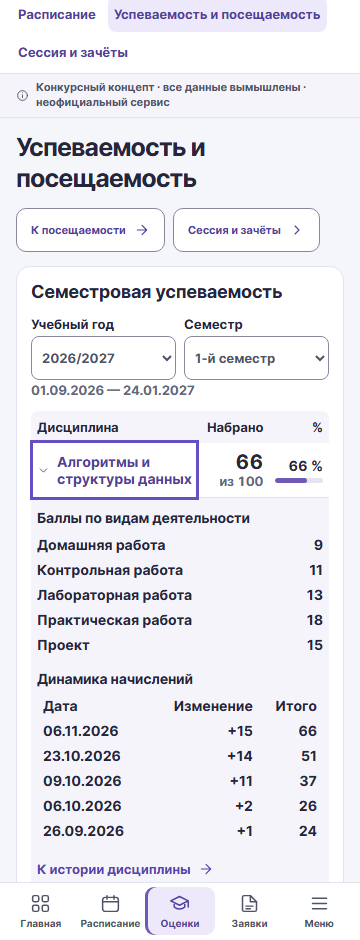 Расписание
Успеваемость и посещаемость
Сессия и зачёты
Конкурсный концепт · все данные вымышлены ·
неофициальный сервис
Успеваемость и
посещаемость
К посещаемости
Сессия и зачёты
Семестровая успеваемость
Учебный год
Семестр
2026/2027
1-й семестр
01.09.2026 — 24.01.2027
Дисциплина Набрано %
Алгоритмы и
структуры данных
66
из 100
66 %
Баллы по видам деятельности
Домашняя работа 9
Контрольная работа 11
Лабораторная работа 13
Практическая работа 18
Проект 15
Динамика начислений
Дата Изменение Итого
06.11.2026 +15 66
23.10.2026 +14 51
09.10.2026 +11 37
06.10.2026 +2 26
26.09.2026 +1 24
К истории дисциплины
Главная Расписание Оценки Заявки Меню